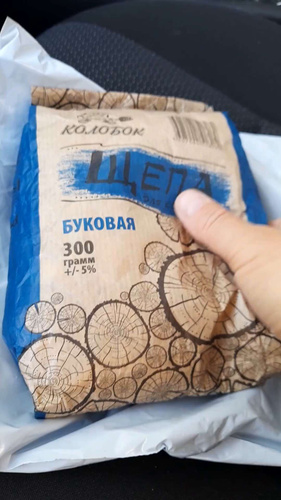 КОЛОБОК
ЩЕПА
БУКОВАЯ
300
грамм
+/- 5%